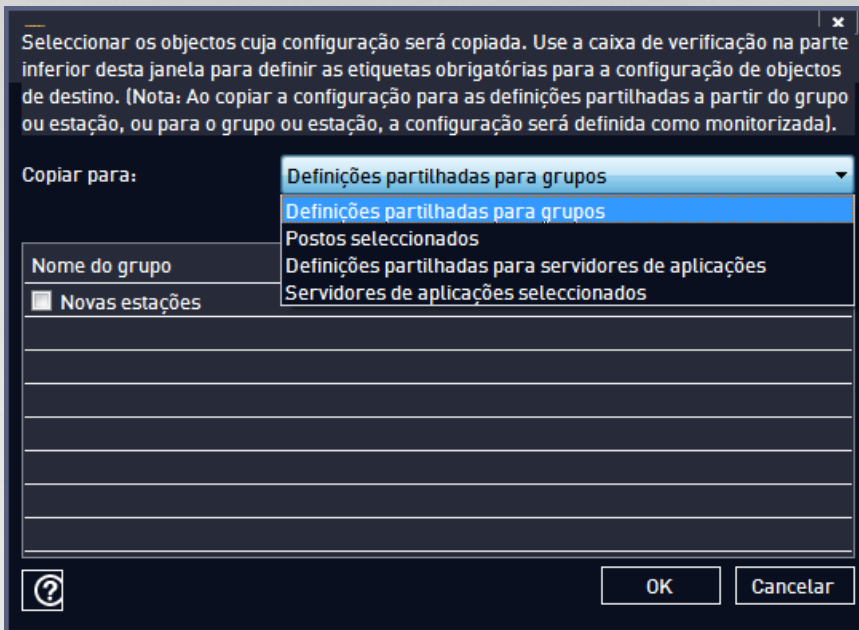 Seleccionar os objectos cuja configuração será copiada. Use a caixa de verificação na parte
inferior desta janela para definir as etiquetas obrigatórias para a configuração de objectos
de destino. (Nota: Ao copiar a configuração para as definições partilhadas a partir do grupo
ou estação, ou para o grupo ou estação, a configuração será definida como monitorizada).
Copiar para:
Definições partilhadas para grupos
Definições partilhadas para grupos
Postos seleccionados
Definições partilhadas para servidores de aplicações
Servidores de aplicações seleccionados
Nome do grupo
Novas estações
OK
Cancelar